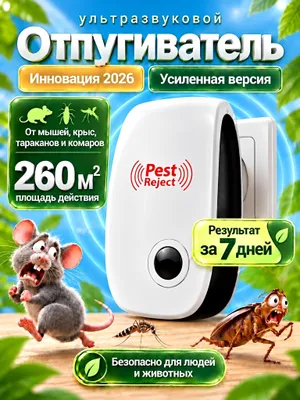 ультразвуковой
Отпугиватель
Инновация 2026
Усиленная версия
От мышей, крыс,
тараканов и комаров
260 м²
площадь действия
Pest
Reject
Результат
за 7 дней
Безопасно для людей
и животных